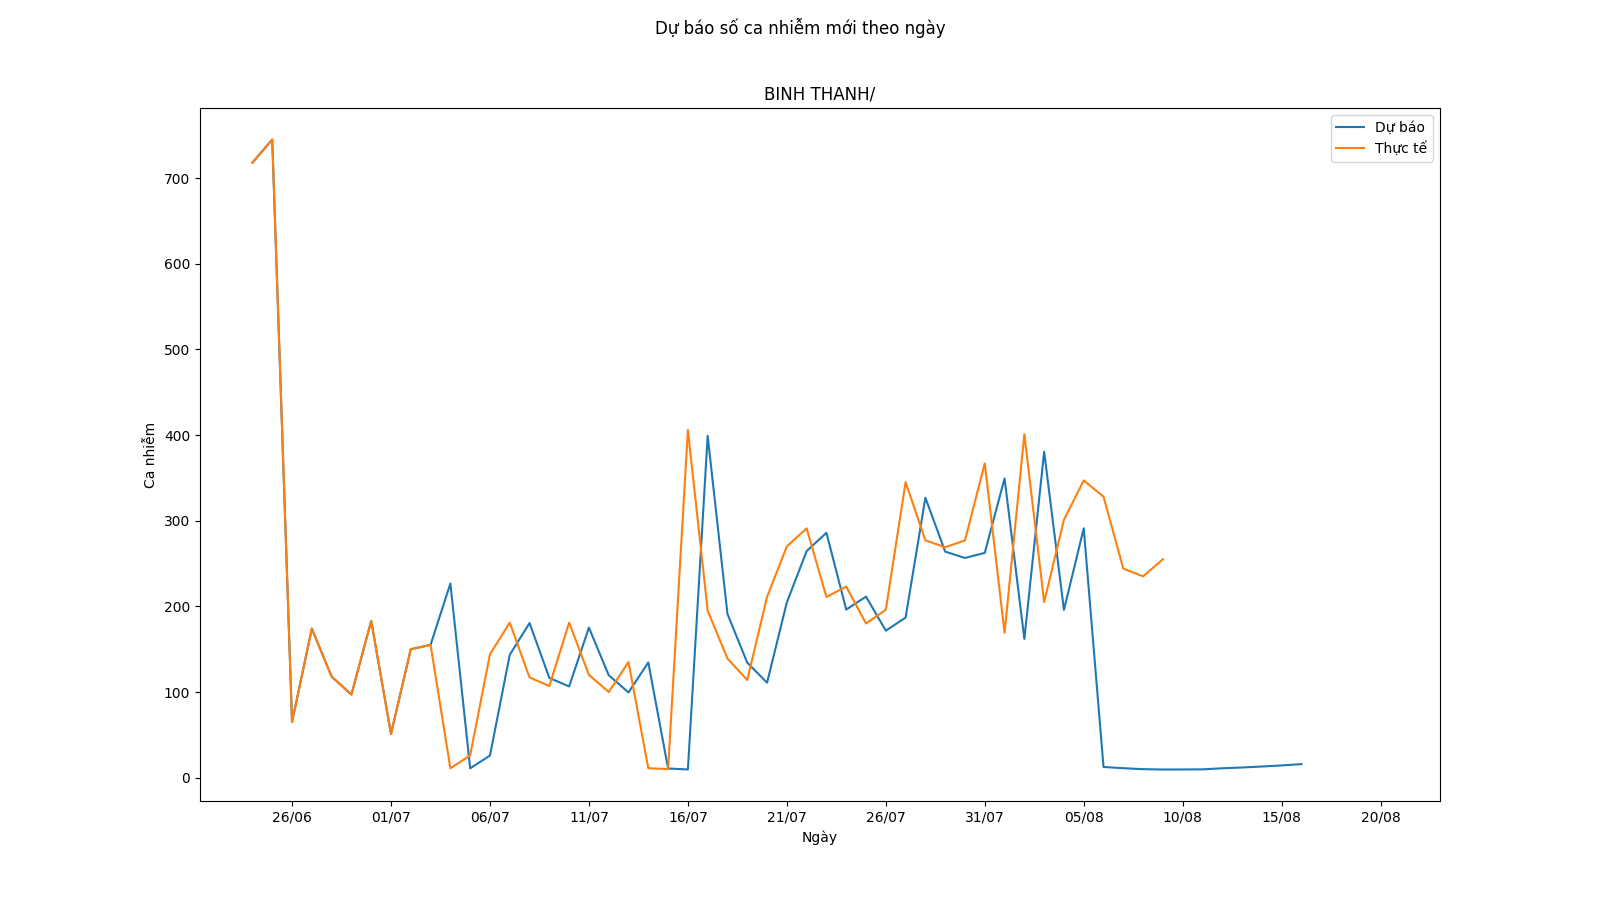 Dự báo số ca nhiễm mới theo ngày
BINH THANH/
Dự báo
Thực tế
700
600
500
400
300
200
100
0
Ca nhiễm
26/06 01/07 06/07 11/07 16/07 21/07 26/07 31/07 05/08 10/08 15/08 20/08
Ngày